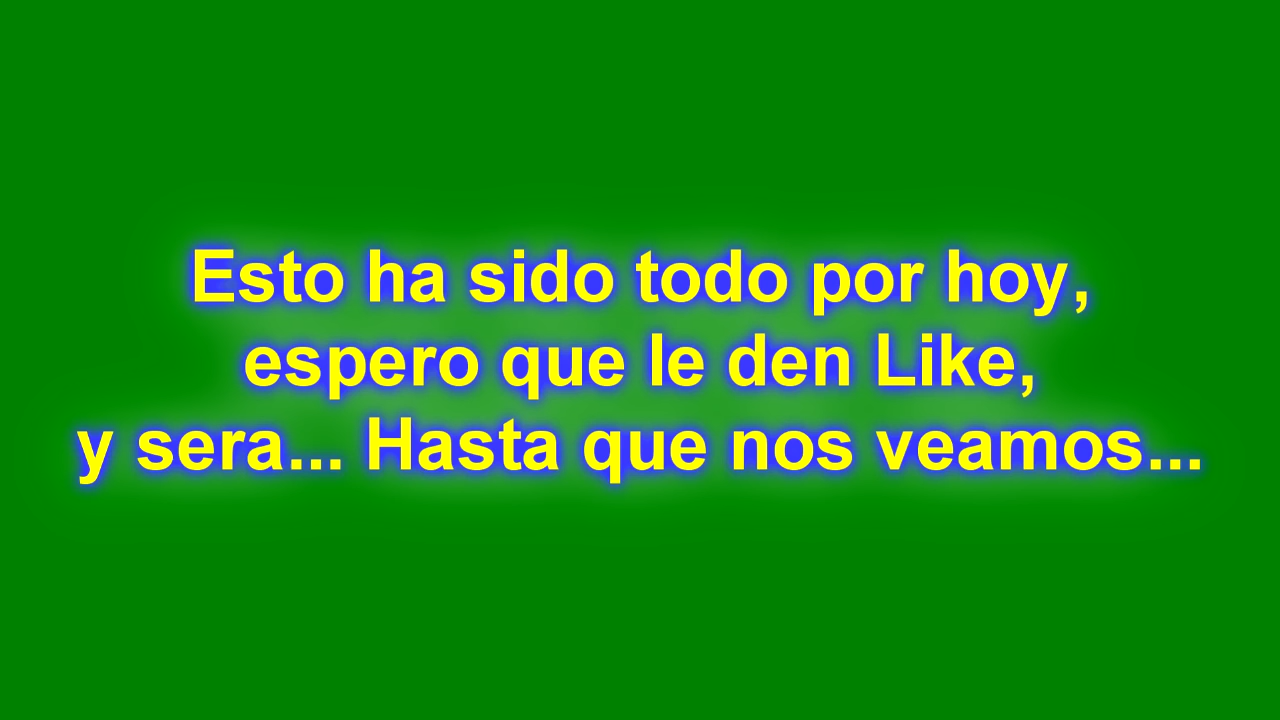 Esto ha sido todo por hoy,
espero que le den Like,
y sera... Hasta que nos veamos...